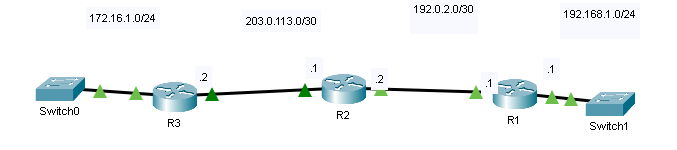 172.16.1.0/24
203.0.113.0/30
192.0.2.0/30
192.168.1.0/24
.2
.1
.2
.1
.1
Switch0
R3
R2
R1
Switch1